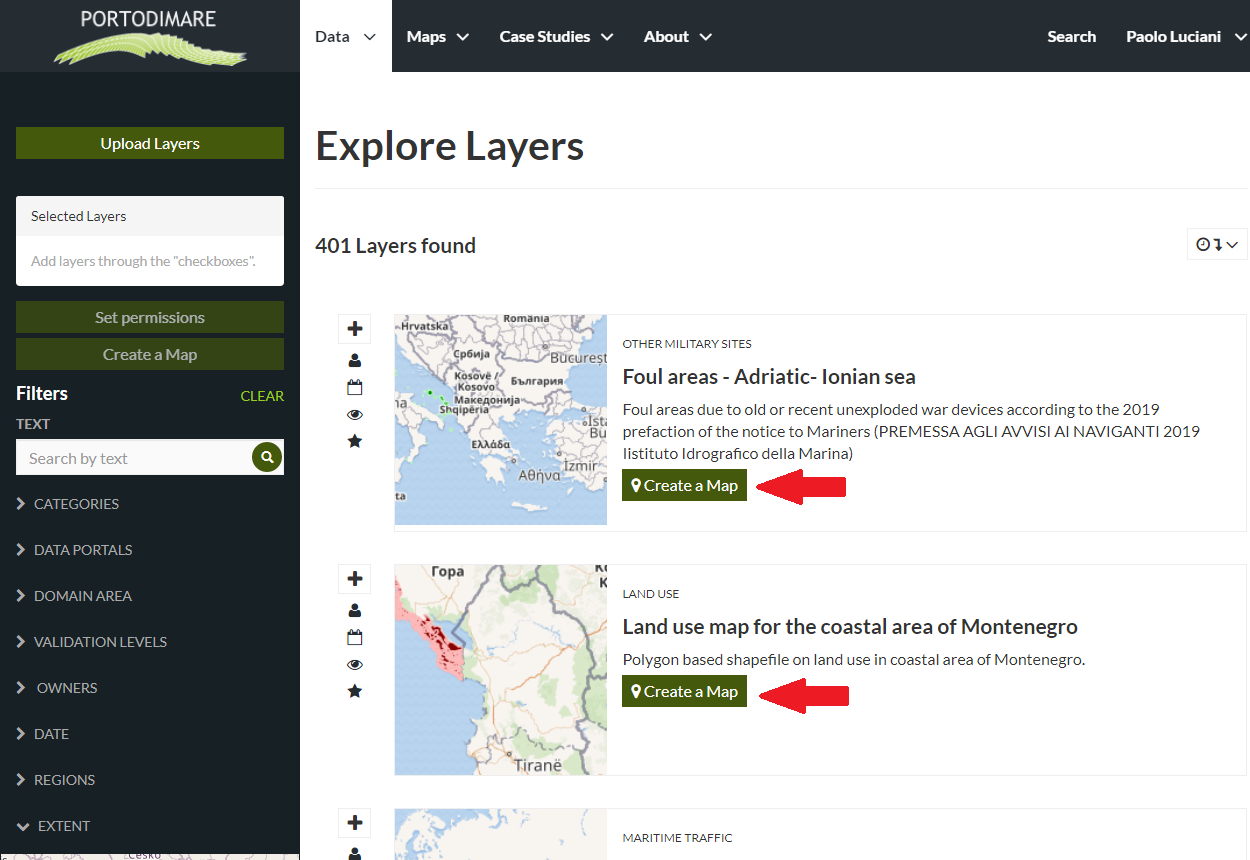 PORTODIMARE
Data
Maps
Case Studies
About
Search
Paolo Luciani
Upload Layers
Selected Layers
Add layers through the "checkboxes".
Set permissions
Create a Map
Filters
CLEAR
TEXT
Search by text
CATEGORIES
DATA PORTALS
DOMAIN AREA
VALIDATION LEVELS
OWNERS
DATE
REGIONS
EXTENT
Česko
Explore Layers
401 Layers found
Hrvatska
Romania
Србија
Bucureșt
Kosovë /
Kosovo
България
na
Македонија
Shqipëria
İsta
Bu
Ελλάδα
İzmir
Αθήνα
ta
OTHER MILITARY SITES
Foul areas - Adriatic- Ionian sea
Foul areas due to old or recent unexploded war devices according to the 2019
prefaction of the notice to Mariners (PREMESSA AGLI AVVISI AI NAVIGANTI 2019
Iistituto Idrografico della Marina)
Create a Map
Гора
Tiranë
LAND USE
Land use map for the coastal area of Montenegro
Polygon based shapefile on land use in coastal area of Montenegro.
Create a Map
MARITIME TRAFFIC